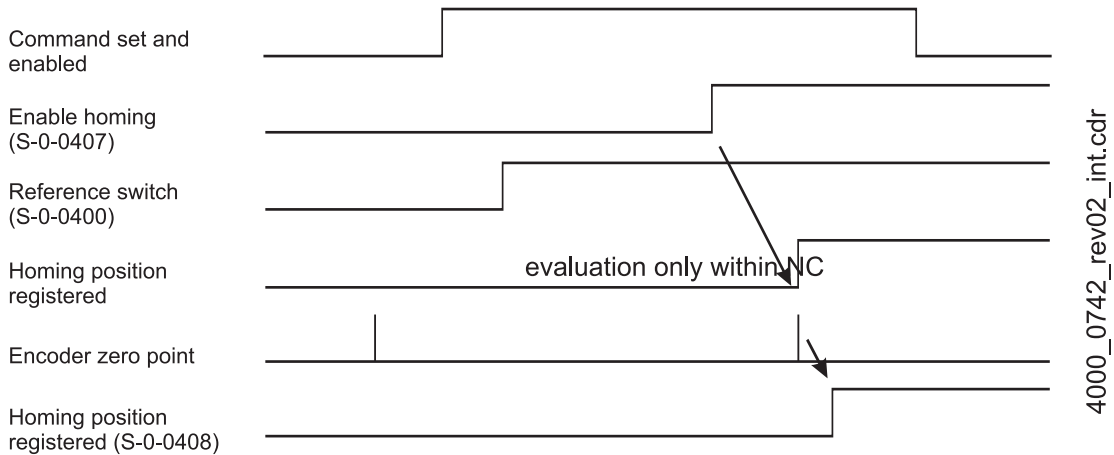 Command set and
enabled
Enable homing
(S-0-0407)
Reference switch
(S-0-0400)
Homing position
registered
evaluation only within NC
Encoder zero point
Homing position
registered (S-0-0408)
4000_0742_rev02_int.cdr